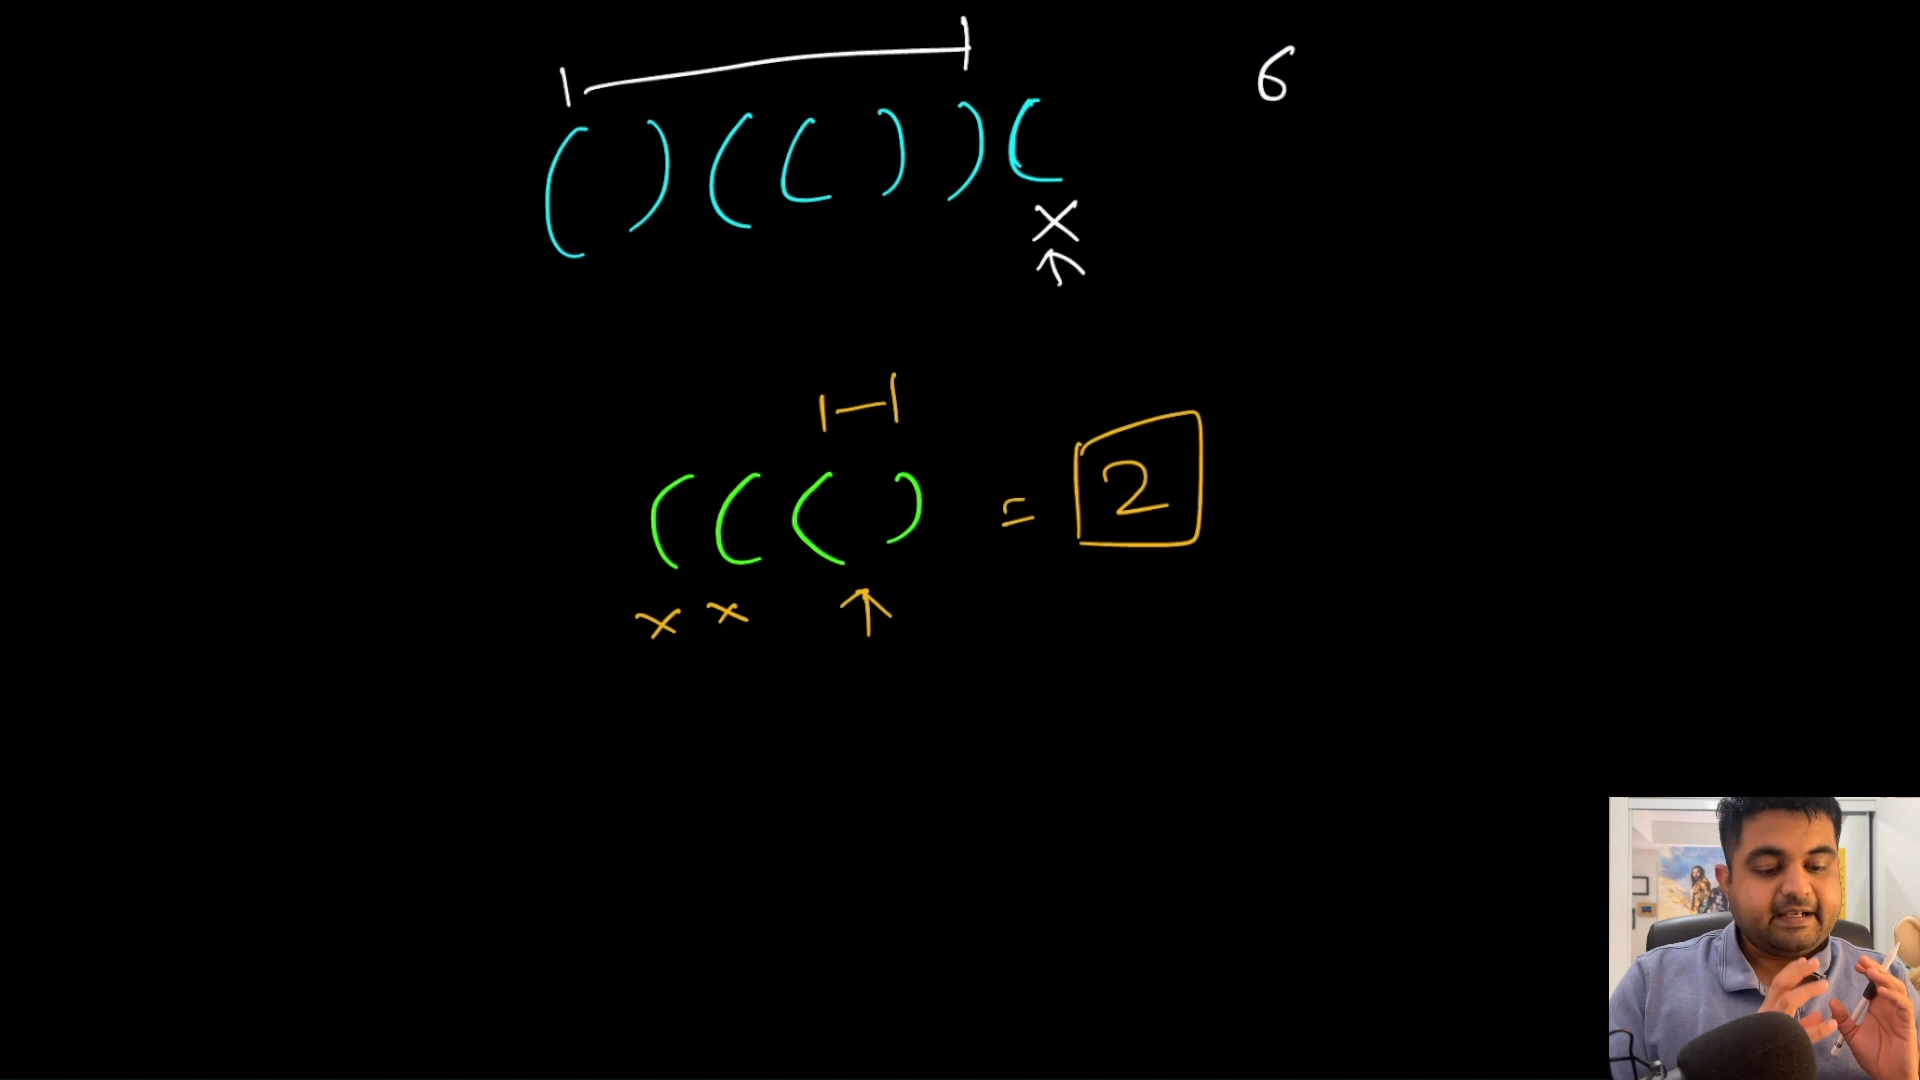 ()(())( 6
x
((() = 2
x x